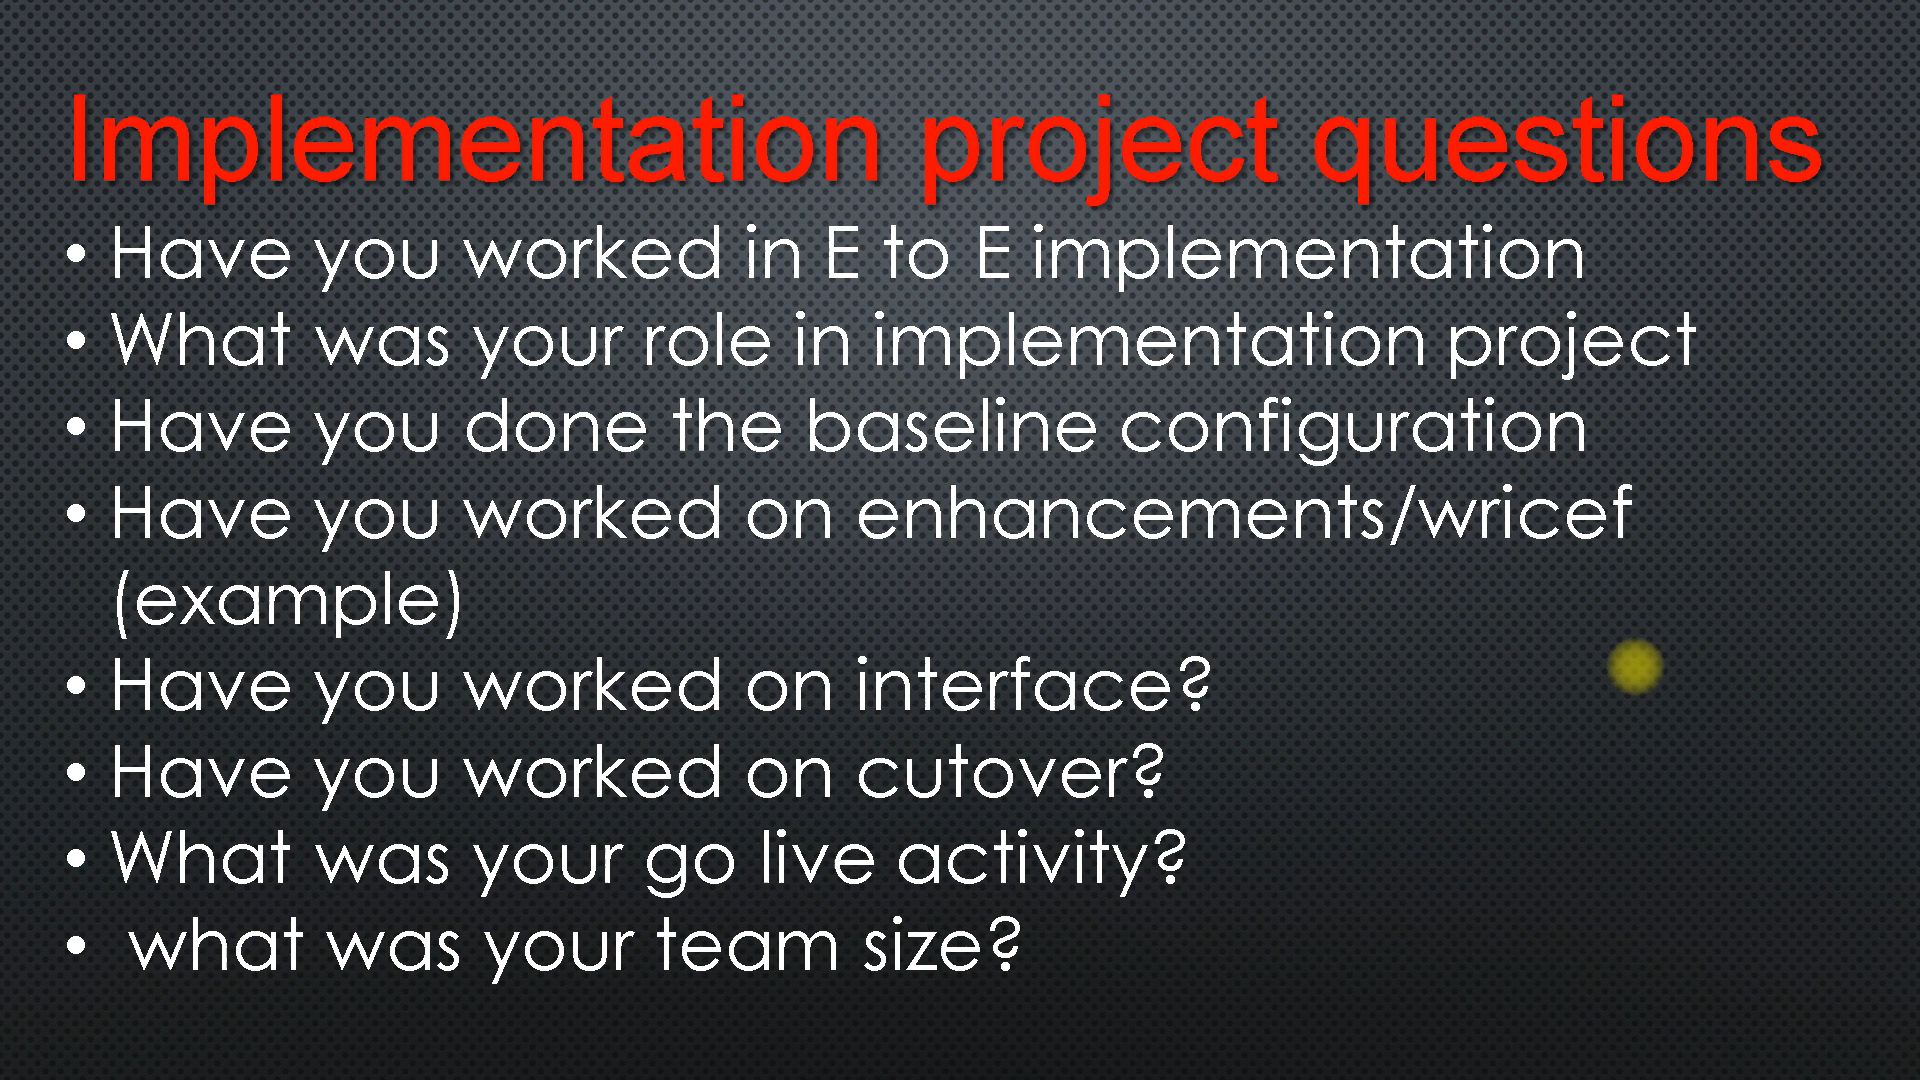 Implementation project questions
• Have you worked in E to E implementation
• What was your role in implementation project
• Have you done the baseline configuration
• Have you worked on enhancements/wricef
(example)
• Have you worked on interface?
• Have you worked on cutover?
• What was your go live activity?
• what was your team size?